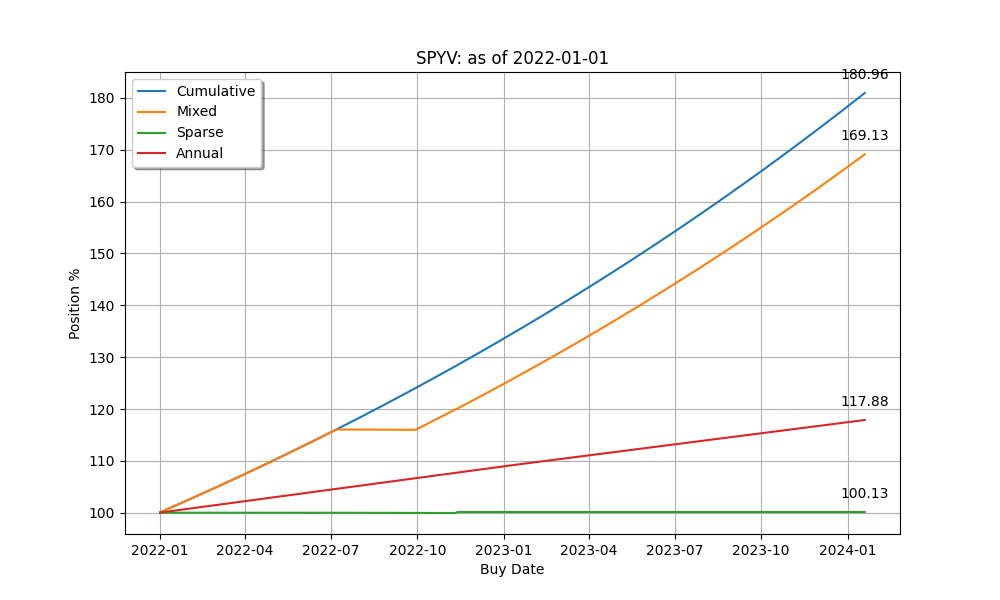 SPYV: as of 2022-01-01
Cumulative
Mixed
Sparse
Annual
180.96
169.13
117.88
100.13
Position %
180
170
160
150
140
130
120
110
100
2022-01 2022-04 2022-07 2022-10 2023-01 2023-04 2023-07 2023-10 2024-01
Buy Date